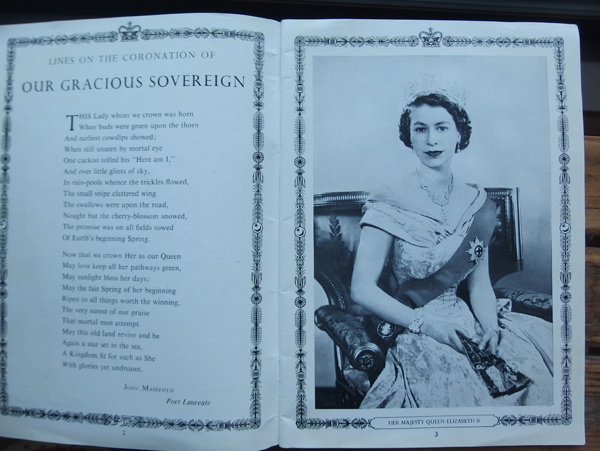 LINES ON THE CORONATION OF
OUR GRACIOUS SOVEREIGN
THIS Lady whom we crown was born
When buds were green upon the thorn
And earliest cowslips showed;
When still unseen by mortal eye
One cuckoo tolled his "Here am I,"
And over little glints of sky,
In rain-pools whence the trickles flowed,
The small snipe clattered wing.
The swallows were upon the road,
Nought but the cherry-blossom snowed,
The promise was on all fields sowed
Of Earth's beginning Spring.
Now that we crown Her as our Queen
May love keep all her pathways green,
May sunlight bless her days;
May the fair Spring of her beginning
Ripen to all things worth the winning,
The very surest of our praise
That mortal men attempt.
May this old land revive and be
Again a star set in the sea,
A Kingdom fit for such as She
With glories yet undreamt.
JOHN MASEFIELD
Poet Laureate
2
HER MAJESTY QUEEN ELIZABETH II
3